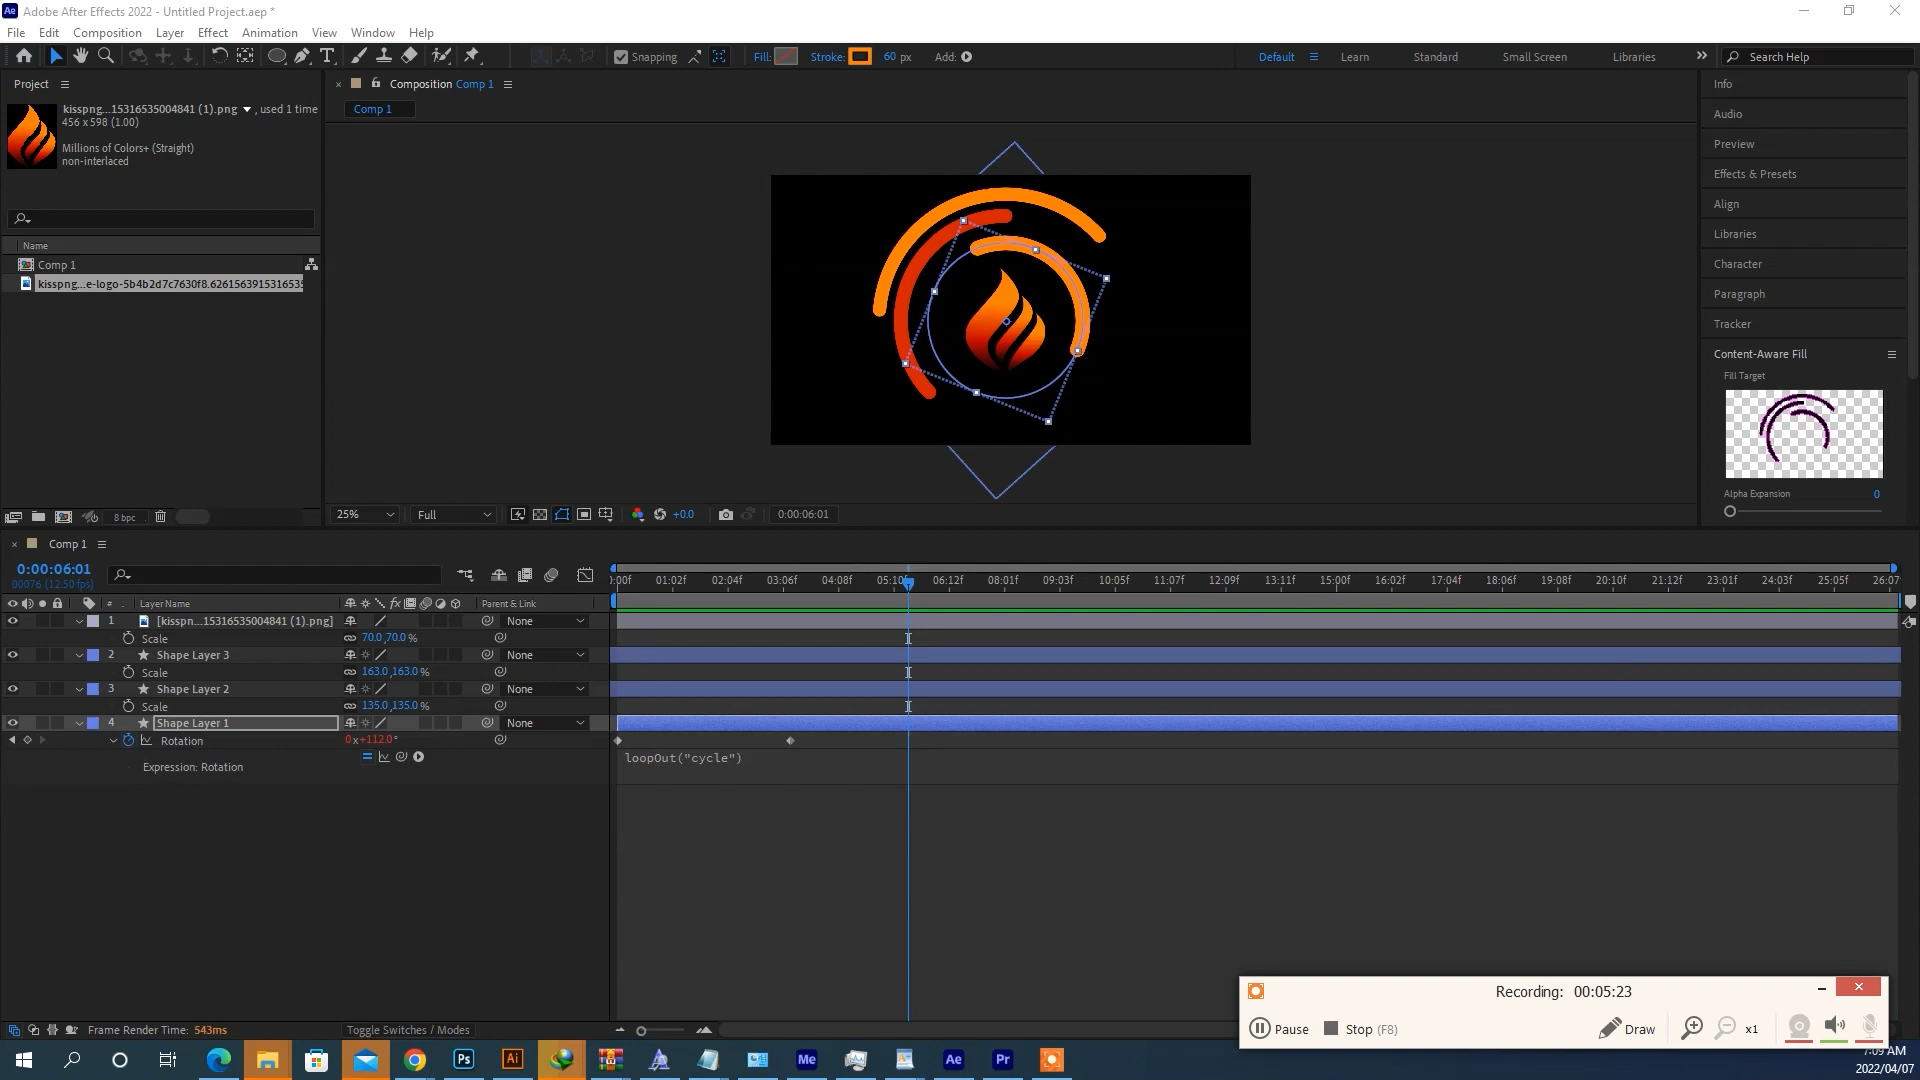 Adobe After Effects 2022 - Untitled Project.aep *
File Edit Composition Layer Effect Animation View Window Help
Snapping Fill: Stroke: 60 px Add: Default Learn Standard Small Screen Libraries Search Help
Project
Composition Comp 1
Comp 1
kisspng...15316535004841 (1).png , used 1 time
456 x 598 (1.00)
Millions of Colors+ (Straight)
non-interlaced
Name
Comp 1
kisspng...e-logo-5b4b2d7c7630f8.6261563915316535
8 bpc
25% Full +0.0 0:00:06:01
Info
Audio
Preview
Effects & Presets
Align
Libraries
Character
Paragraph
Tracker
Content-Aware Fill
Fill Target
Alpha Expansion 0
Comp 1
0:00:06:01
00076 (12.50 fps)
):00f 01:02f 02:04f 03:06f 04:08f 05:10f 06:12f 08:01f 09:03f 10:05f 11:07f 12:09f 13:11f 15:00f 16:02f 17:04f 18:06f 19:08f 20:10f 21:12f 23:01f 24:03f 25:05f 26:07
# Layer Name fx Parent & Link
1 [kisspn...15316535004841 (1).png] None
Scale 70.0,70.0 %
2 Shape Layer 3 None
Scale 163.0,163.0 %
3 Shape Layer 2 None
Scale 135.0,135.0 %
4 Shape Layer 1 None
Rotation 0x+112.0°
loopOut("cycle")
Expression: Rotation
Frame Render Time: 543ms Toggle Switches / Modes
Recording: 00:05:23
Pause Stop (F8) Draw x1
Ps Ai Me Ae Pr
7:09 AM
2022/04/07